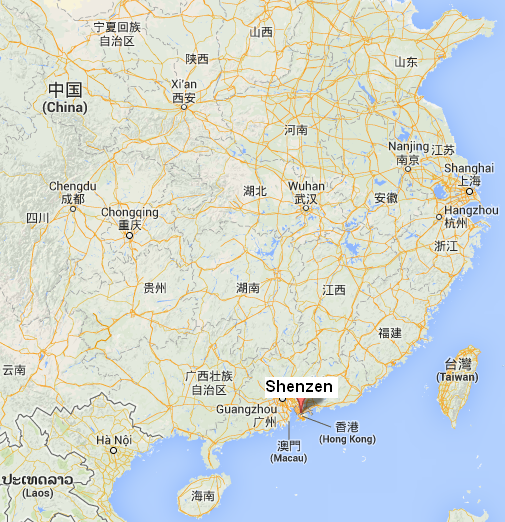 宁夏回族
自治区
山西
陕西
山东
中国
(China)
Xi'an
西安
河南
江苏
Nanjing
南京
Shanghai
上海
Chengdu
成都
湖北
Wuhan
武汉
安徽
四川
Chongqing
重庆
Hangzhou
杭州
浙江
贵州
湖南
江西
福建
云南
台灣
(Taiwan)
广西壮族
自治区
Shenzen
Guangzhou
广州
香港
(Hong Kong)
澳門
(Macau)
Hà Nội
ປະເທດລາວ
(Laos)
海南